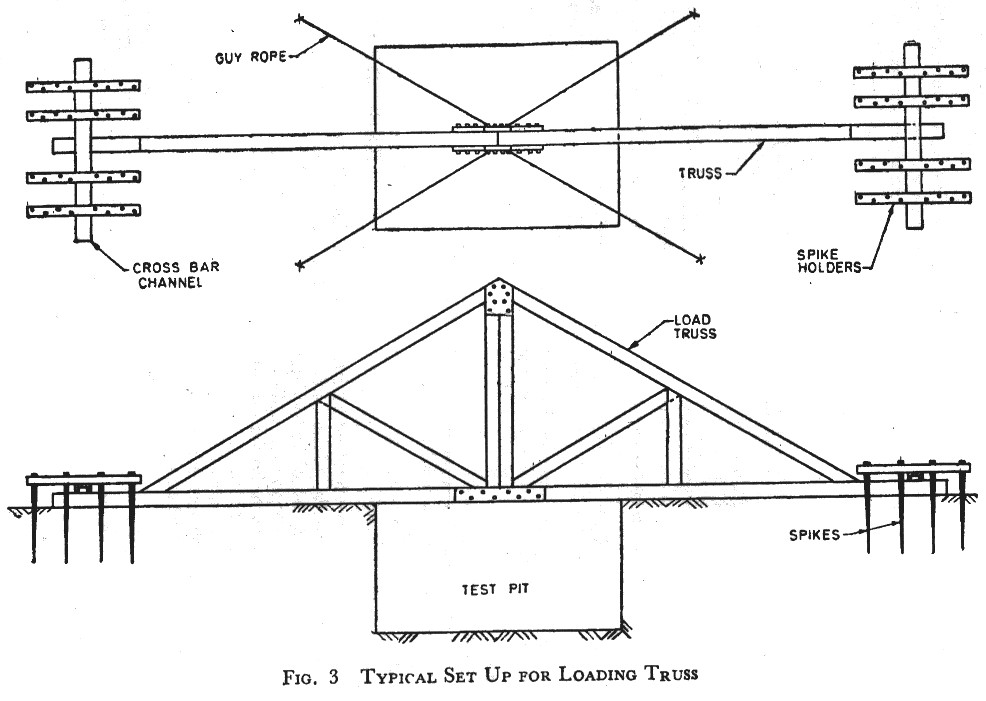 GUY ROPE
TRUSS
CROSS BAR
CHANNEL
SPIKE
HOLDERS
LOAD
TRUSS
SPIKES
TEST PIT
FIG. 3 TYPICAL SET UP FOR LOADING TRUSS